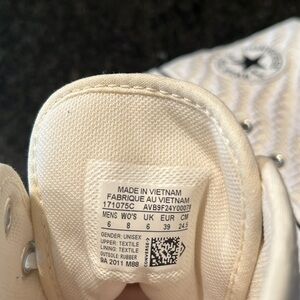 MADE IN VIETNAM
FABRIQUE AU VIETNAM
171075C
MENS WO'S UK EUR CM
6 8 6 39 24.5
GENDER: UNISEX
UPPER: TEXTILE
LINING: TEXTILE
OUTSOLE: RUBBER
9A 2011 M88
CONVERSE